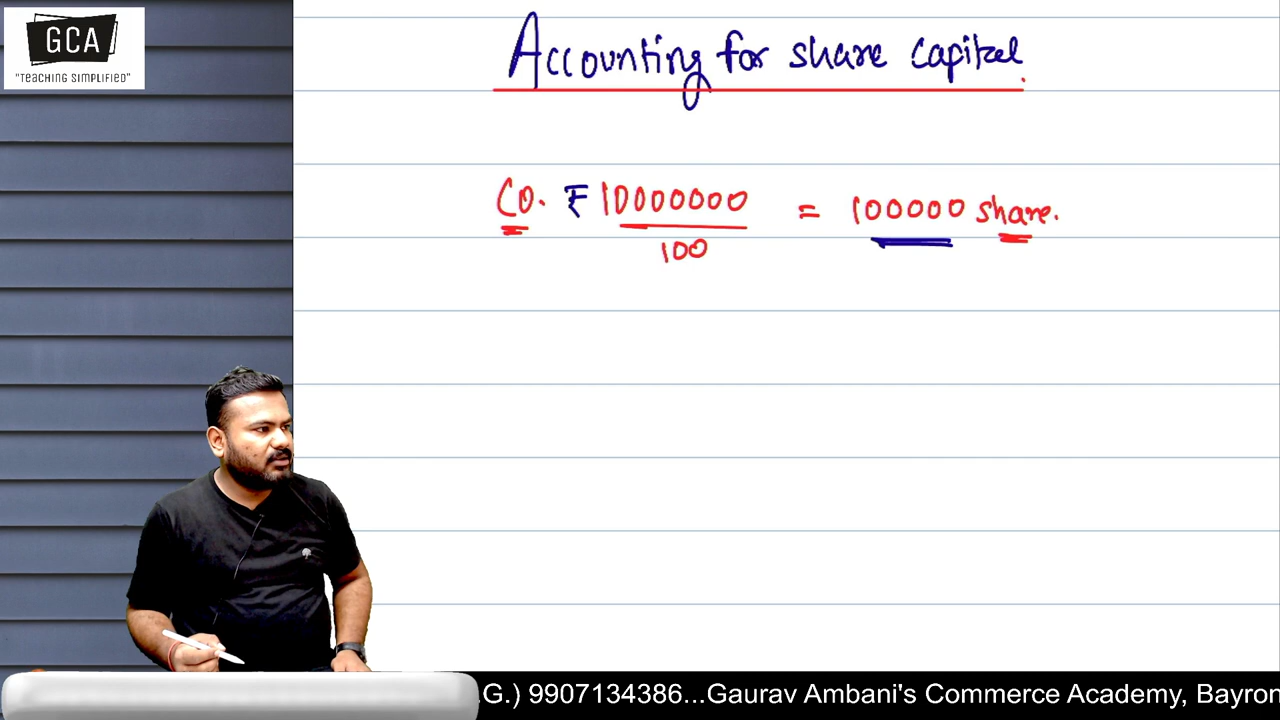 GCA
"TEACHING SIMPLIFIED"
Accounting for share capital.
Co. ₹ 10000000 = 100000 share.
100
.G.) 9907134386...Gaurav Ambani's Commerce Academy, Bayron